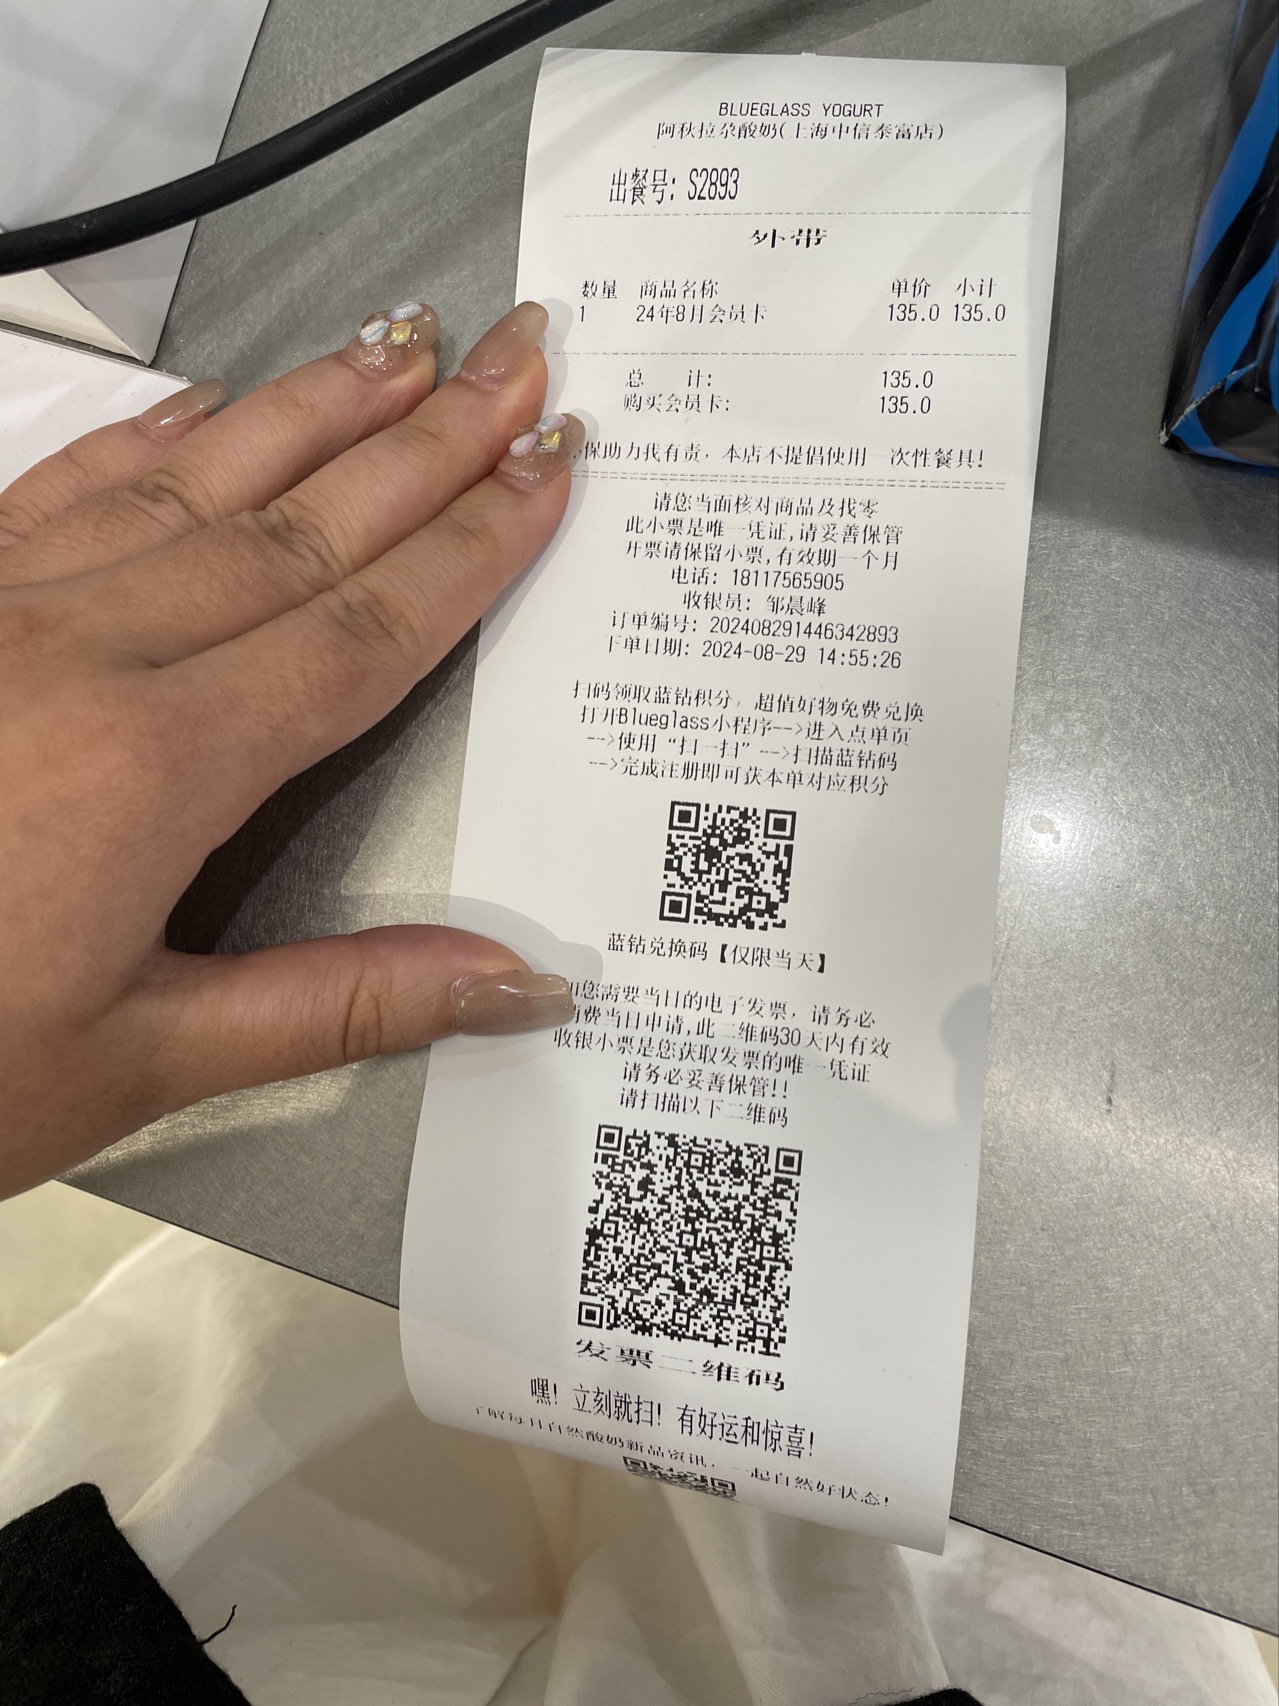 BLUEGLASS YOGURT
阿秋拉尕酸奶(上海中信泰富店)
出餐号: S2893
外带
数量 商品名称 单价 小计
1 24年8月会员卡 135.0 135.0
总 计: 135.0
购买会员卡: 135.0
保助力我有责，本店不提倡使用一次性餐具!
请您当面核对商品及找零
此小票是唯一凭证,请妥善保管
开票请保留小票,有效期一个月
电话: 18117565905
收银员: 邹晨峰
订单编号: 202408291446342893
下单日期: 2024-08-29 14:55:26
扫码领取蓝钻积分，超值好物免费兑换
打开Blueglass小程序-->进入点单页
-->使用“扫一扫”-->扫描蓝钻码
-->完成注册即可获本单对应积分
蓝钻兑换码【仅限当天】
如您需要当日的电子发票，请务必
消费当日申请,此二维码30天内有效
收银小票是您获取发票的唯一凭证
请务必妥善保管!!
请扫描以下二维码
发票二维码
嘿! 立刻就扫! 有好运和惊喜!
了解每日自然酸奶新品资讯，一起自然好状态!